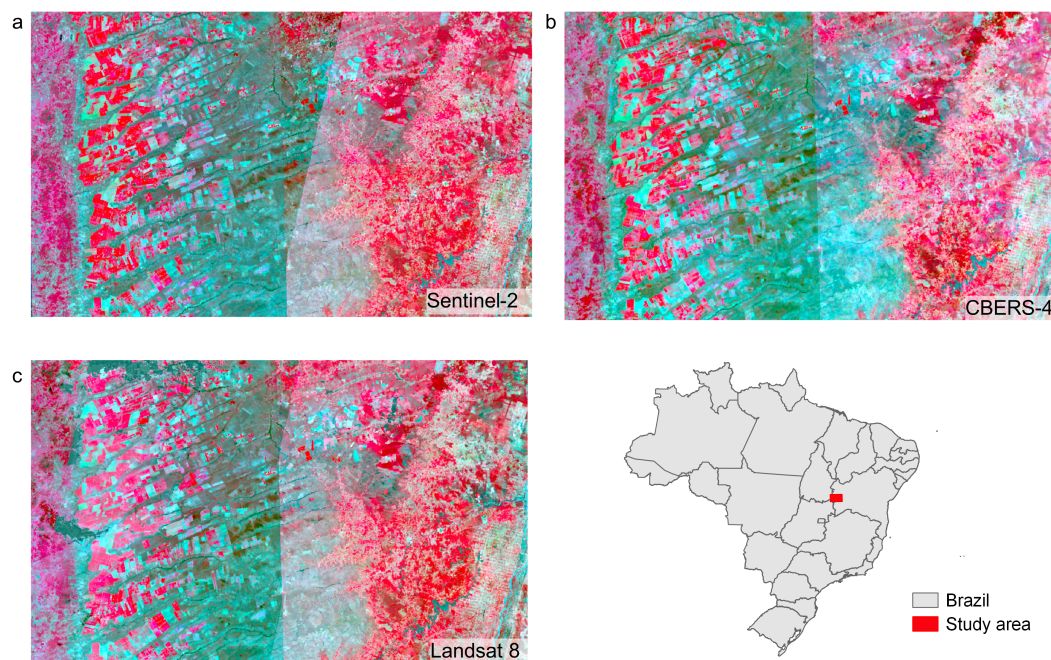 a
Sentinel-2
b
CBERS-4
c
Landsat 8
Brazil
Study area